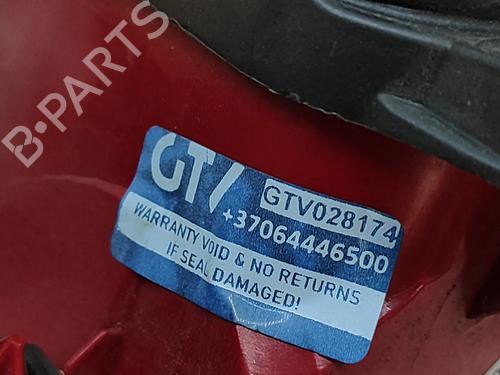 B-PARTS
GTV
GTV028174
+37064446500
WARRANTY VOID & NO RETURNS
IF SEAL DAMAGED!